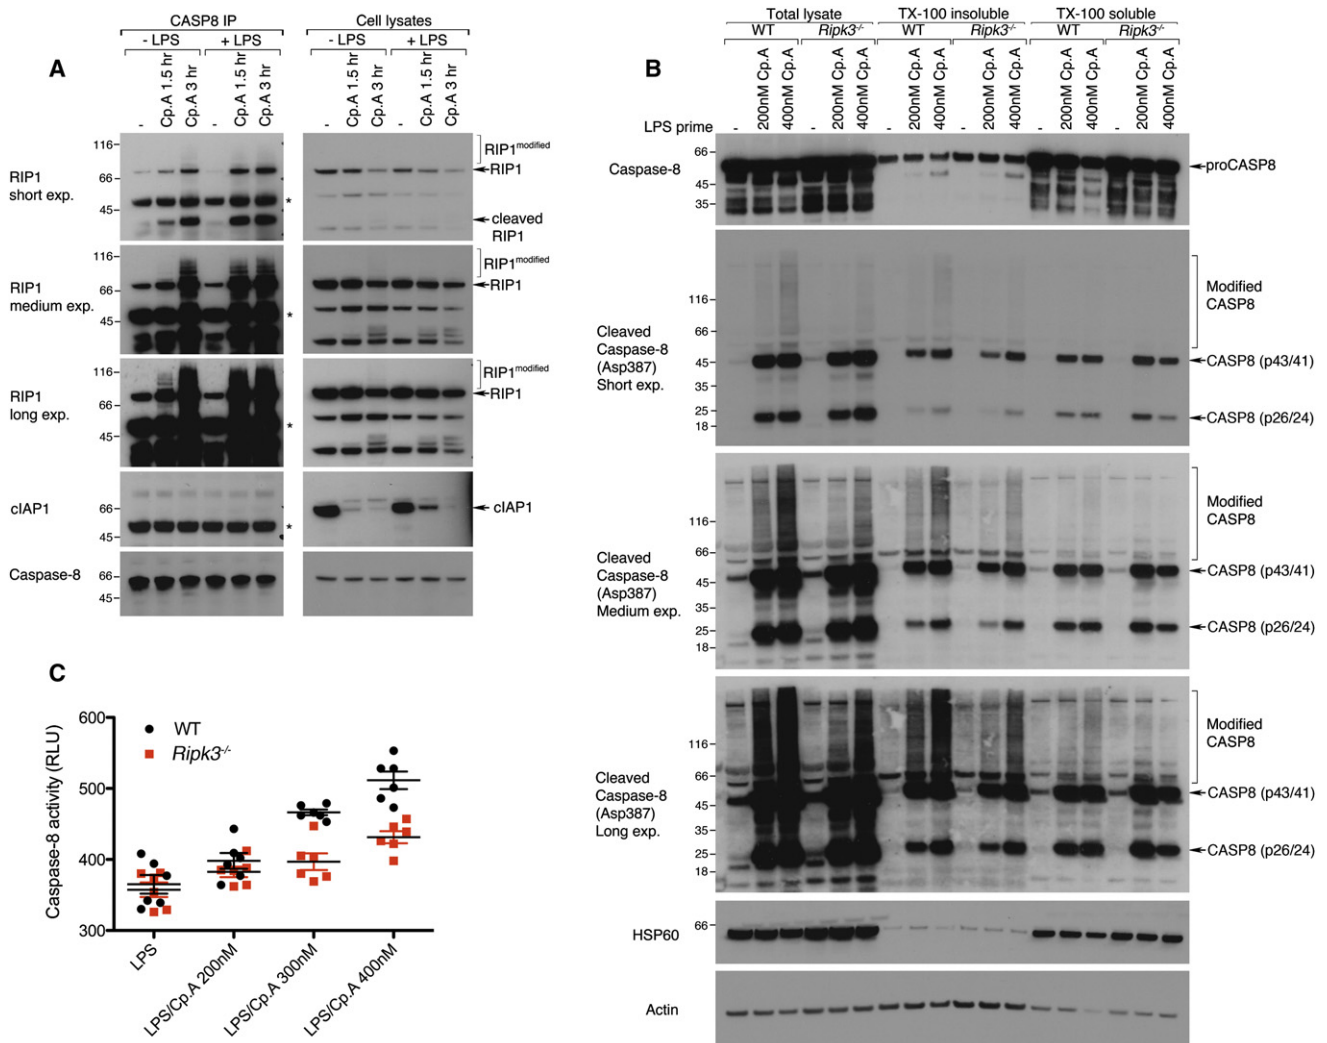 A
CASP8 IP
Cell lysates
- LPS
+ LPS
- LPS
+ LPS
-
Cp.A 1.5 hr
Cp.A 3 hr
-
Cp.A 1.5 hr
Cp.A 3 hr
-
Cp.A 1.5 hr
Cp.A 3 hr
-
Cp.A 1.5 hr
Cp.A 3 hr
RIP1
short exp.
116
66
45
*
RIP1modified
RIP1
cleaved
RIP1
RIP1
medium exp.
116
66
45
*
RIP1modified
RIP1
RIP1
long exp.
116
66
45
*
RIP1modified
RIP1
cIAP1
66
45
*
cIAP1
Caspase-8
66
45
B
Total lysate
TX-100 insoluble
TX-100 soluble
WT
Ripk3-/-
WT
Ripk3-/-
WT
Ripk3-/-
LPS prime
-
200nM Cp.A
400nM Cp.A
-
200nM Cp.A
400nM Cp.A
-
200nM Cp.A
400nM Cp.A
-
200nM Cp.A
400nM Cp.A
-
200nM Cp.A
400nM Cp.A
-
200nM Cp.A
400nM Cp.A
Caspase-8
66
45
35
proCASP8
Cleaved
Caspase-8
(Asp387)
Short exp.
116
66
45
35
25
18
Modified
CASP8
CASP8 (p43/41)
CASP8 (p26/24)
Cleaved
Caspase-8
(Asp387)
Medium exp.
116
66
45
35
25
18
Modified
CASP8
CASP8 (p43/41)
CASP8 (p26/24)
Cleaved
Caspase-8
(Asp387)
Long exp.
116
66
45
35
25
18
Modified
CASP8
CASP8 (p43/41)
CASP8 (p26/24)
HSP60
66
Actin
C
Caspase-8 activity (RLU)
600
500
400
300
WT
Ripk3-/-
LPS
LPS/Cp.A 200nM
LPS/Cp.A 300nM
LPS/Cp.A 400nM